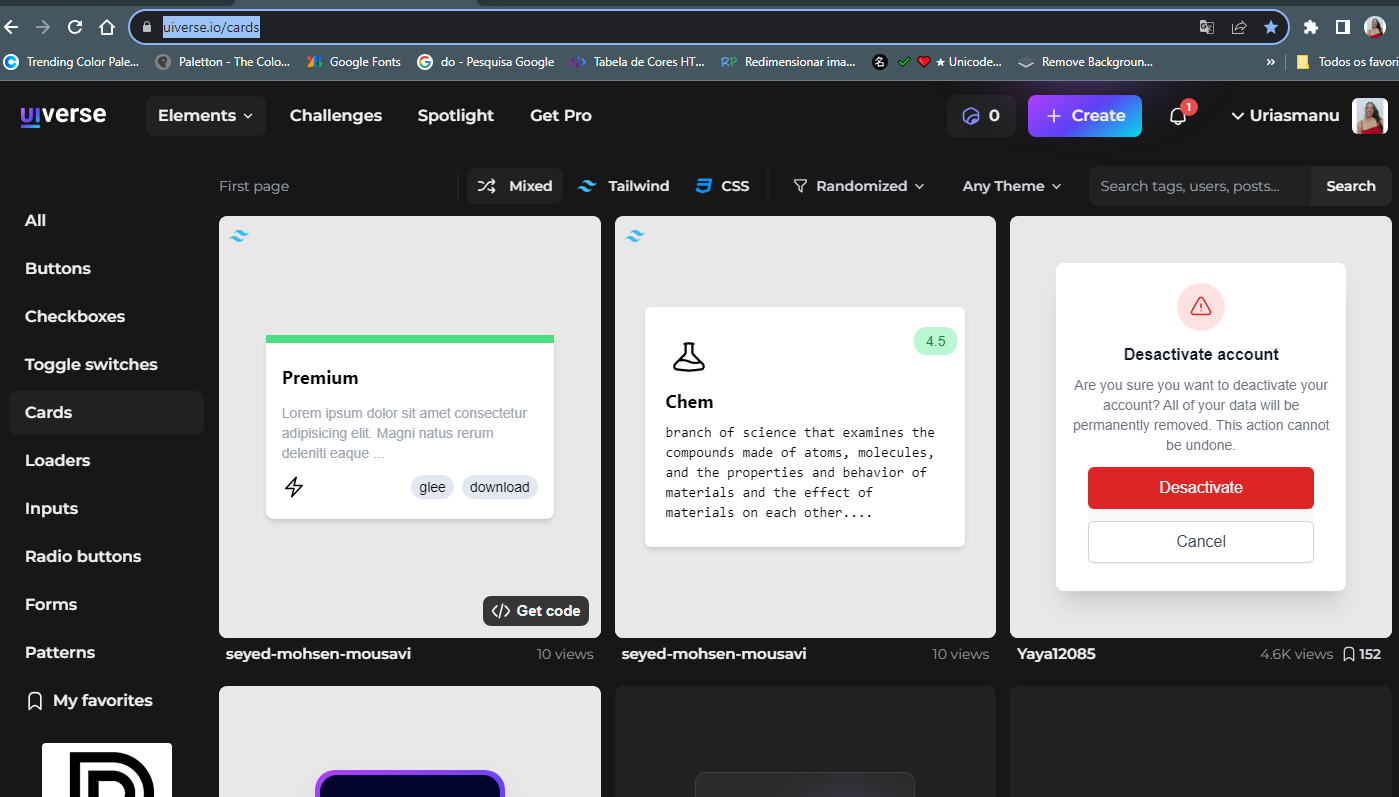 uiverse.io/cards
Trending Color Pale... Paletton - The Colo... Google Fonts do - Pesquisa Google Tabela de Cores HT... RP Redimensionar ima... 名 ★ Unicode... Remove Backgroun... » Todos os favori
uiverse Elements Challenges Spotlight Get Pro 0 + Create 1 Uriasmanu
First page Mixed Tailwind CSS Randomized Any Theme Search tags, users, posts... Search
All
Buttons
Checkboxes
Toggle switches
Cards
Loaders
Inputs
Radio buttons
Forms
Patterns
My favorites
Premium
Lorem ipsum dolor sit amet consectetur
adipisicing elit. Magni natus rerum
deleniti eaque ...
glee download
</> Get code
seyed-mohsen-mousavi 10 views
4.5
Chem
branch of science that examines the
compounds made of atoms, molecules,
and the properties and behavior of
materials and the effect of
materials on each other....
seyed-mohsen-mousavi 10 views
Desactivate account
Are you sure you want to deactivate your
account? All of your data will be
permanently removed. This action cannot
be undone.
Desactivate
Cancel
Yaya12085 4.6K views 152